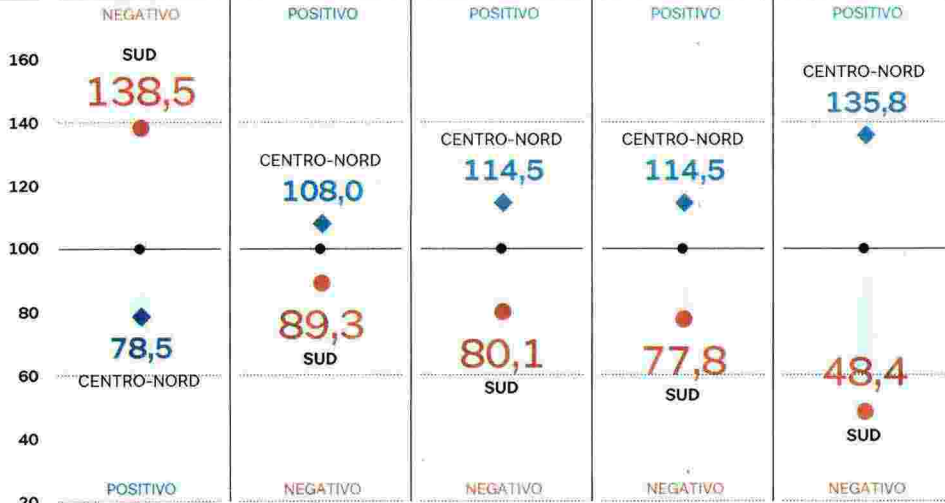 NEGATIVO
POSITIVO
POSITIVO
POSITIVO
POSITIVO
160
140
120
100
80
60
40
20
SUD
138,5
78,5
CENTRO-NORD
POSITIVO
CENTRO-NORD
108,0
89,3
SUD
NEGATIVO
CENTRO-NORD
114,5
80,1
SUD
NEGATIVO
CENTRO-NORD
114,5
77,8
SUD
NEGATIVO
CENTRO-NORD
135,8
48,4
SUD
NEGATIVO